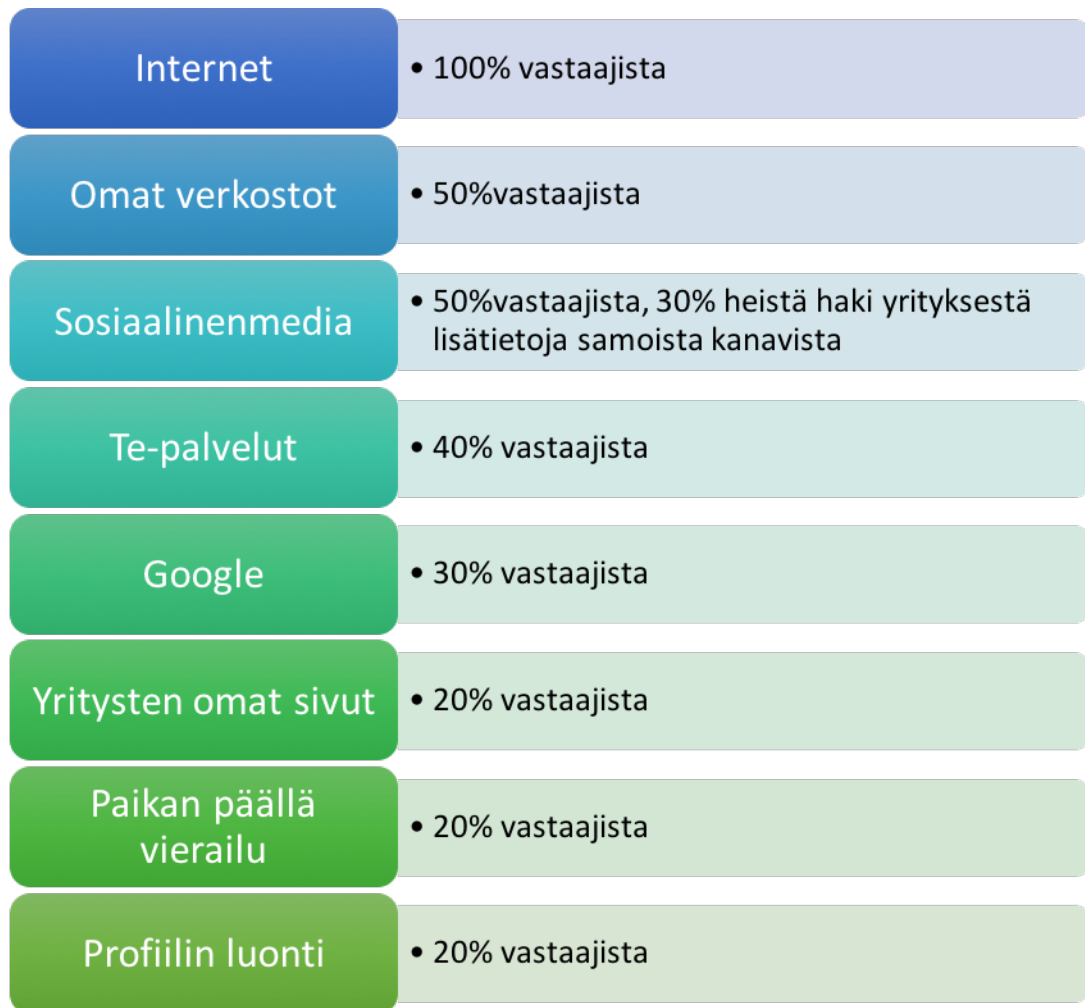 Internet
• 100% vastaajista
Omat verkostot
• 50%vastaajista
Sosiaalinenmedia
• 50%vastaajista, 30% heistä haki yrityksestä
lisätietoja samoista kanavista
Te-palvelut
• 40% vastaajista
Google
• 30% vastaajista
Yritysten omat sivut
• 20% vastaajista
Paikan päällä
vierailu
• 20% vastaajista
Profiilin luonti
• 20% vastaajista